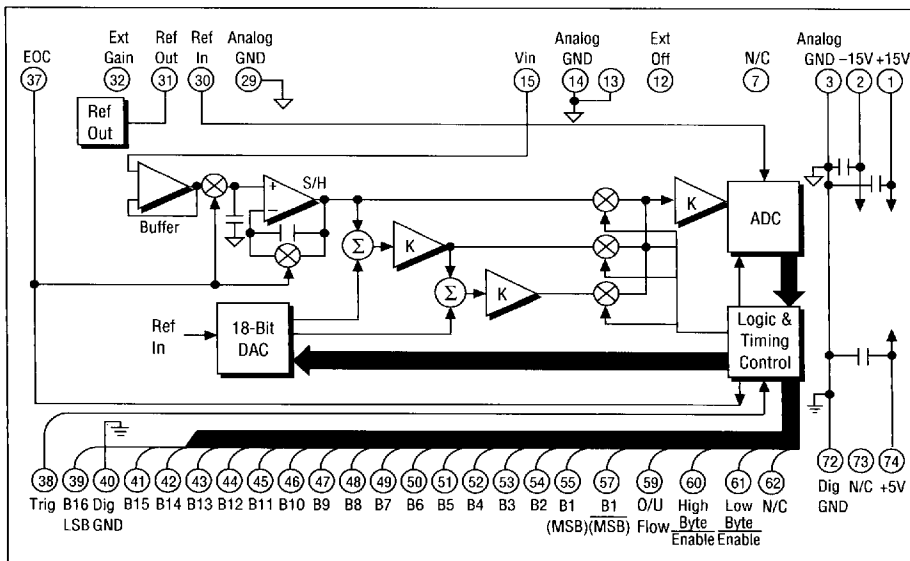 EOC
37
Ext
Gain
32
Ref
Out
31
Ref
In
30
Analog
GND
29
Vin
15
Analog
GND
14
13
Ext
Off
12
N/C
7
Analog
GND -15V +15V
3
2
1
Ref
Out
S/H
+
−
Buffer
K
ADC
Σ
K
Σ
K
Ref
In
18-Bit
DAC
Logic &
Timing
Control
38 39 40 41 42 43 44 45 46 47 48 49 50 51 52 53 54 55 57 59 60 61 62 72 73 74
Trig B16 Dig B15 B14 B13 B12 B11 B10 B9 B8 B7 B6 B5 B4 B3 B2 B1 B1 O/U High Low N/C Dig N/C +5V
LSB GND (MSB) (MSB) Flow Byte Byte GND
Enable Enable